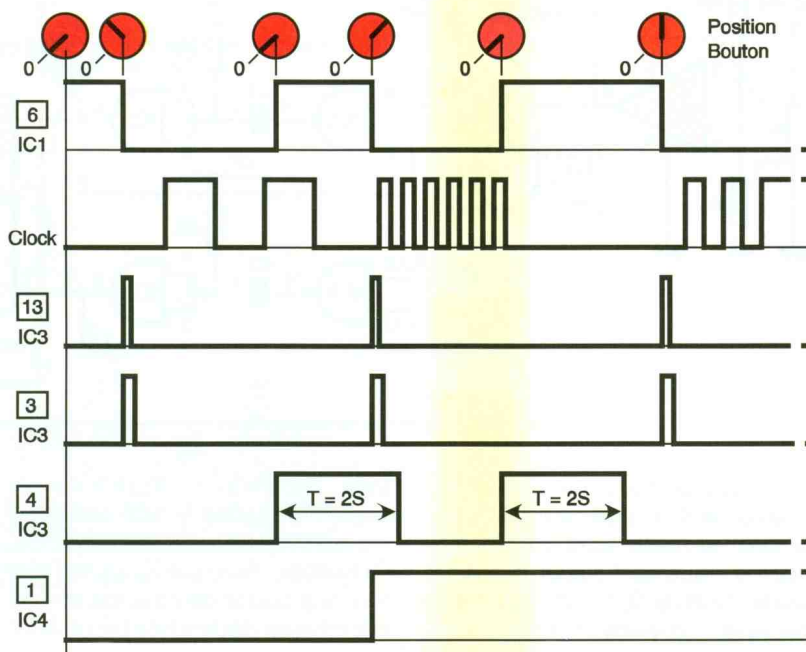 Position
Bouton
0 0 0 0 0 0
6
IC1
Clock
13
IC3
3
IC3
4
IC3
T = 2S T = 2S
1
IC4